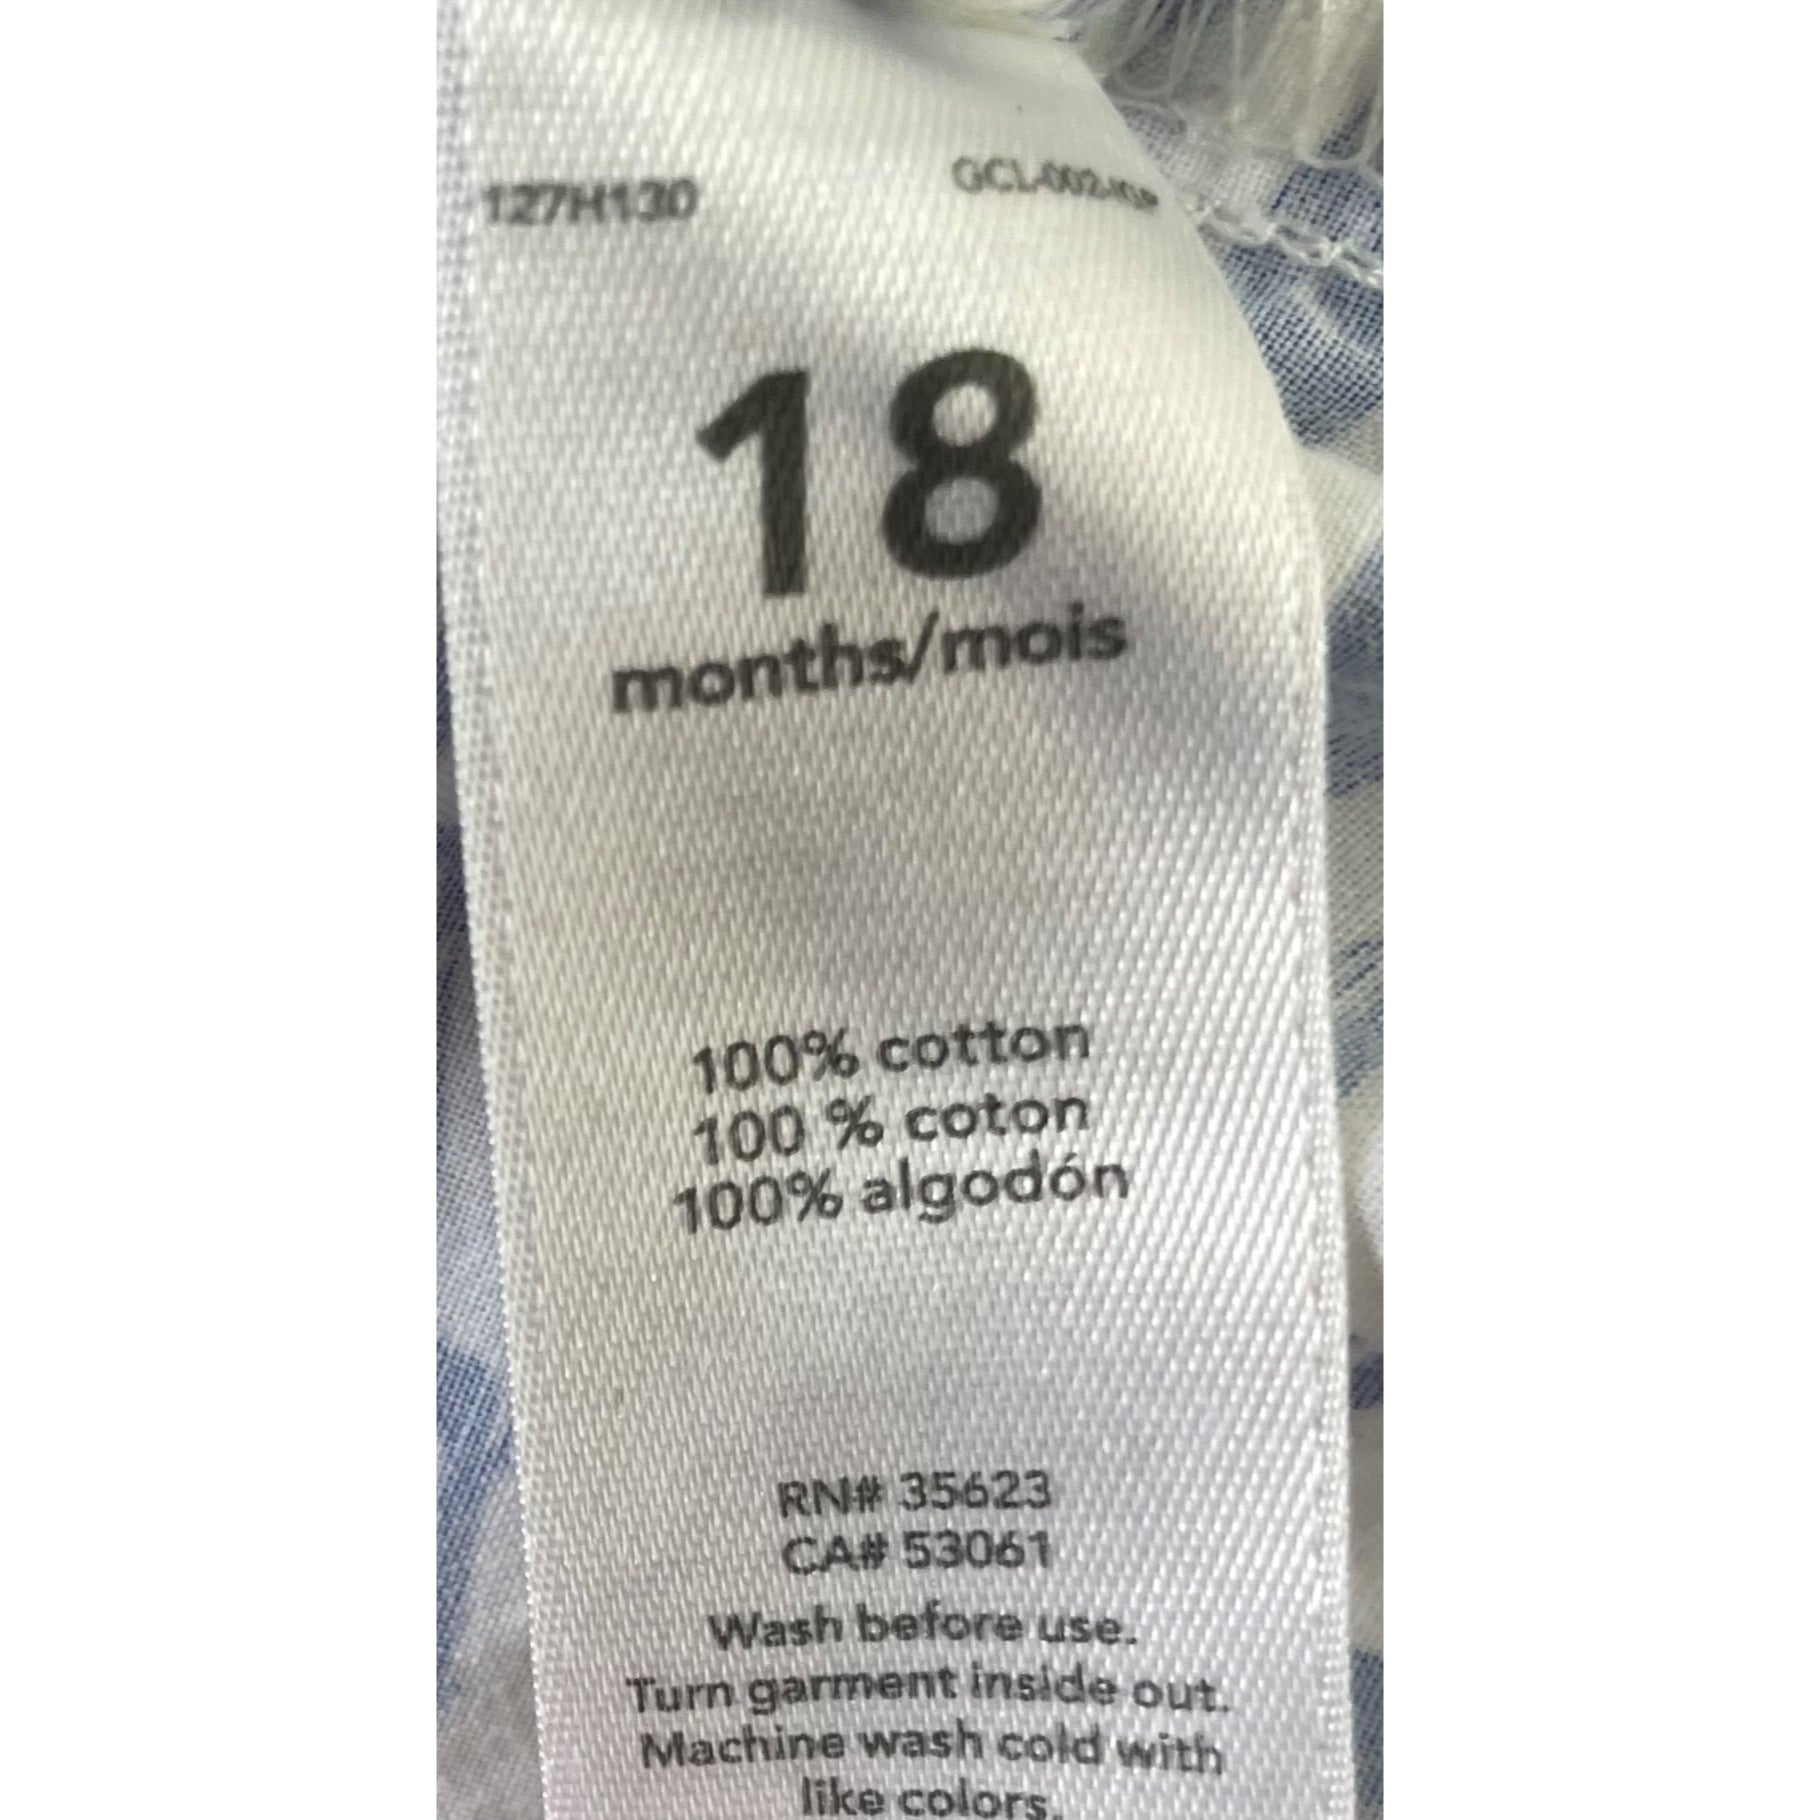 127H130
18
months/mois
100% cotton
100 % coton
100% algodón
RN# 35623
CA# 53061
Wash before use.
Turn garment inside out.
Machine wash cold with
like colors.